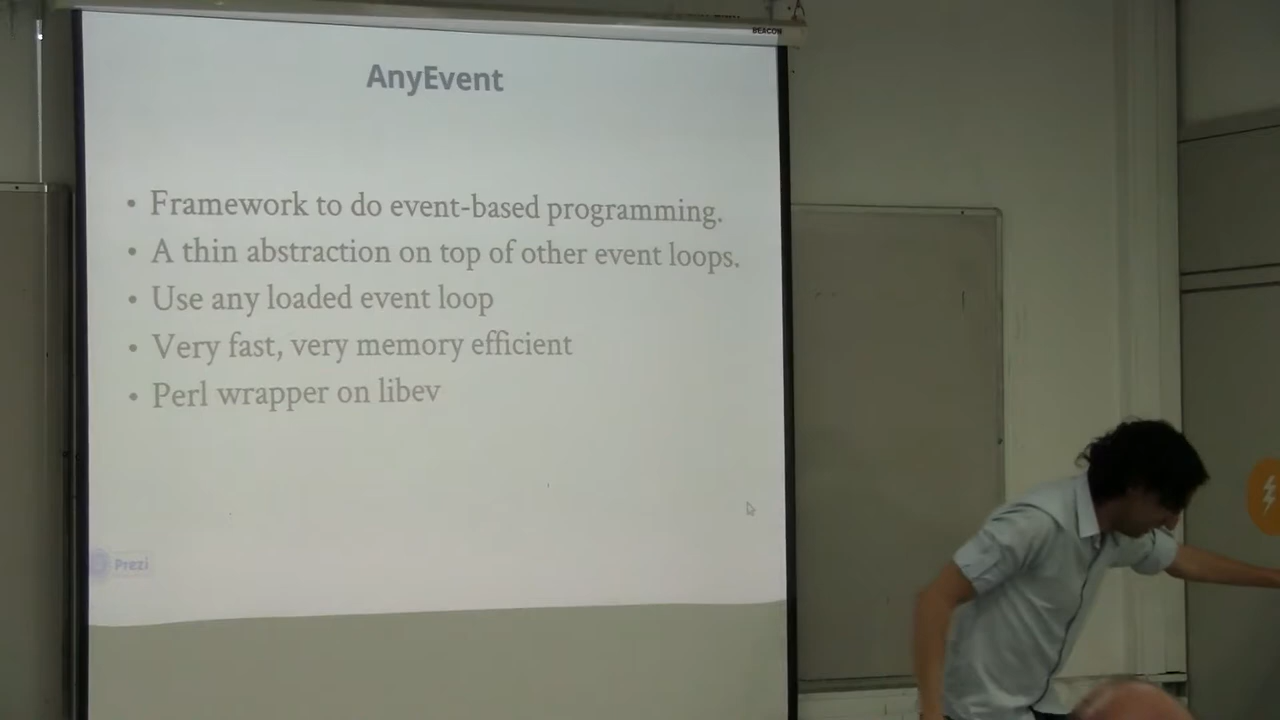 BEACON
AnyEvent
• Framework to do event-based programming.
• A thin abstraction on top of other event loops.
• Use any loaded event loop
• Very fast, very memory efficient
• Perl wrapper on libev
Prezi